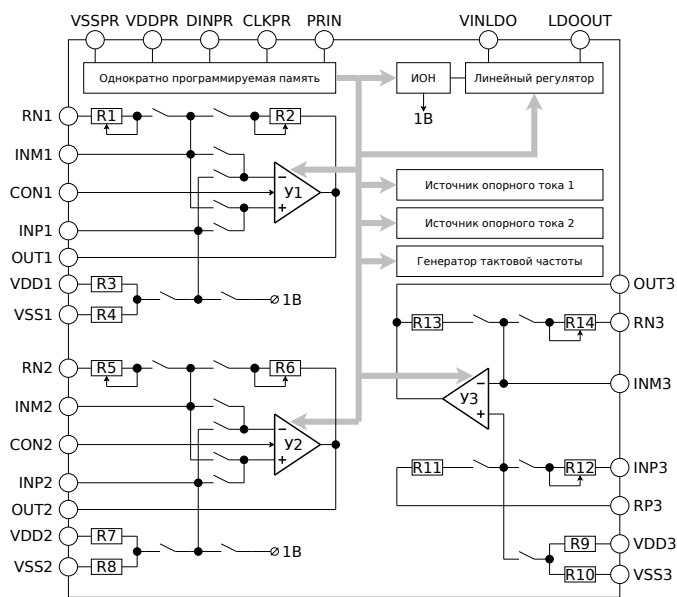 VSSPR VDDPR DINPR CLKPR PRIN VINLDO LDOOUT
Однократно программируемая память
ИОН
Линейный регулятор
1В
RN1
R1
R2
INM1
CON1
У1
−
+
INP1
OUT1
VDD1
R3
VSS1
R4
1В
Источник опорного тока 1
Источник опорного тока 2
Генератор тактовой частоты
RN2
R5
R6
INM2
CON2
У2
−
+
INP2
OUT2
VDD2
R7
VSS2
R8
1В
OUT3
R13
R14
RN3
INM3
У3
−
+
R11
R12
INP3
RP3
R9
VDD3
R10
VSS3